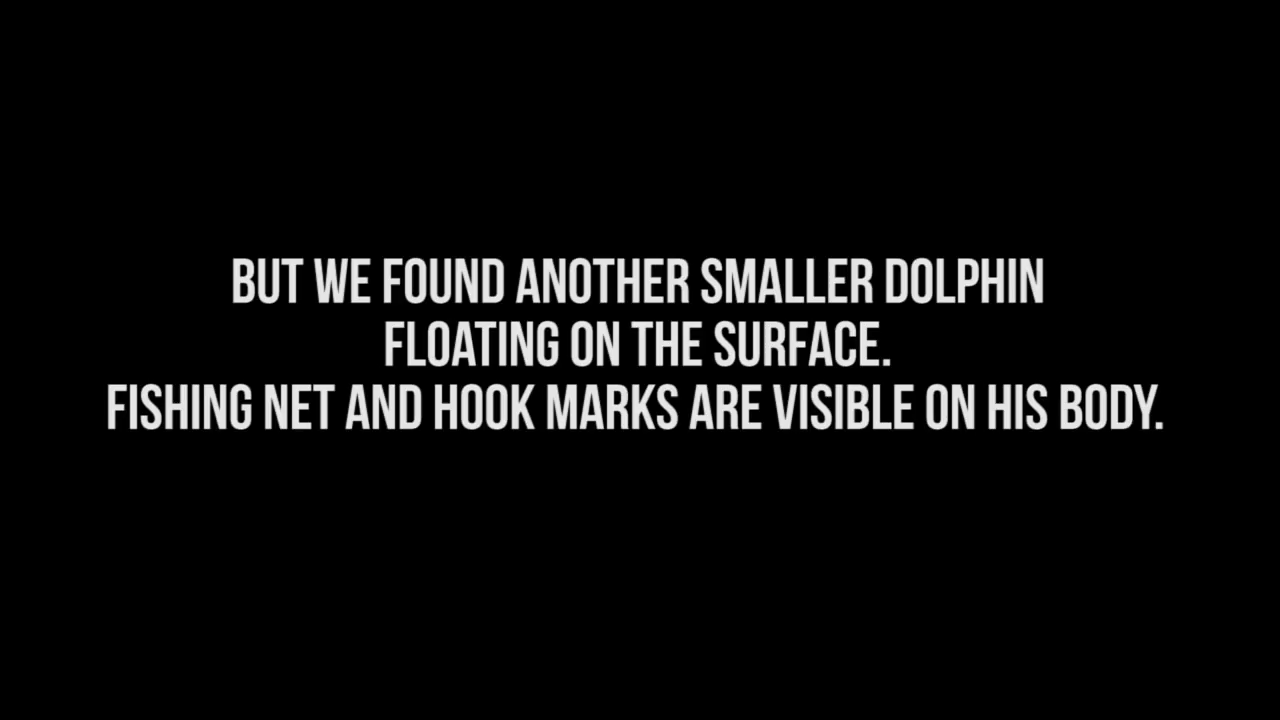 BUT WE FOUND ANOTHER SMALLER DOLPHIN
FLOATING ON THE SURFACE.
FISHING NET AND HOOK MARKS ARE VISIBLE ON HIS BODY.